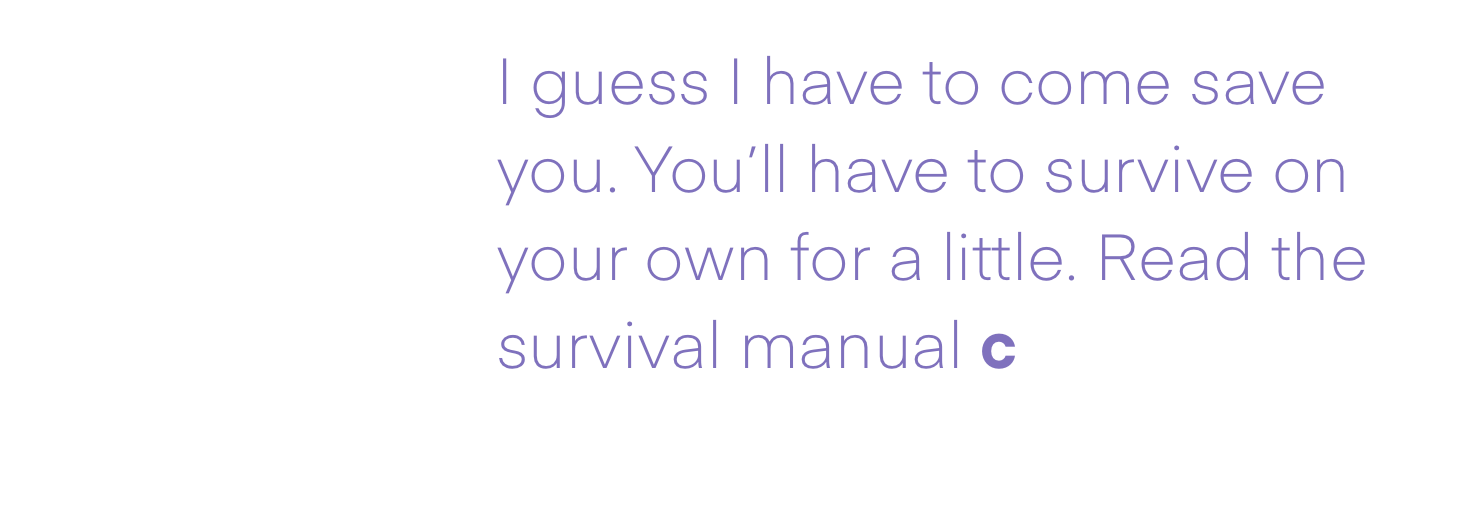 I guess I have to come save
you. You’ll have to survive on
your own for a little. Read the
survival manual c